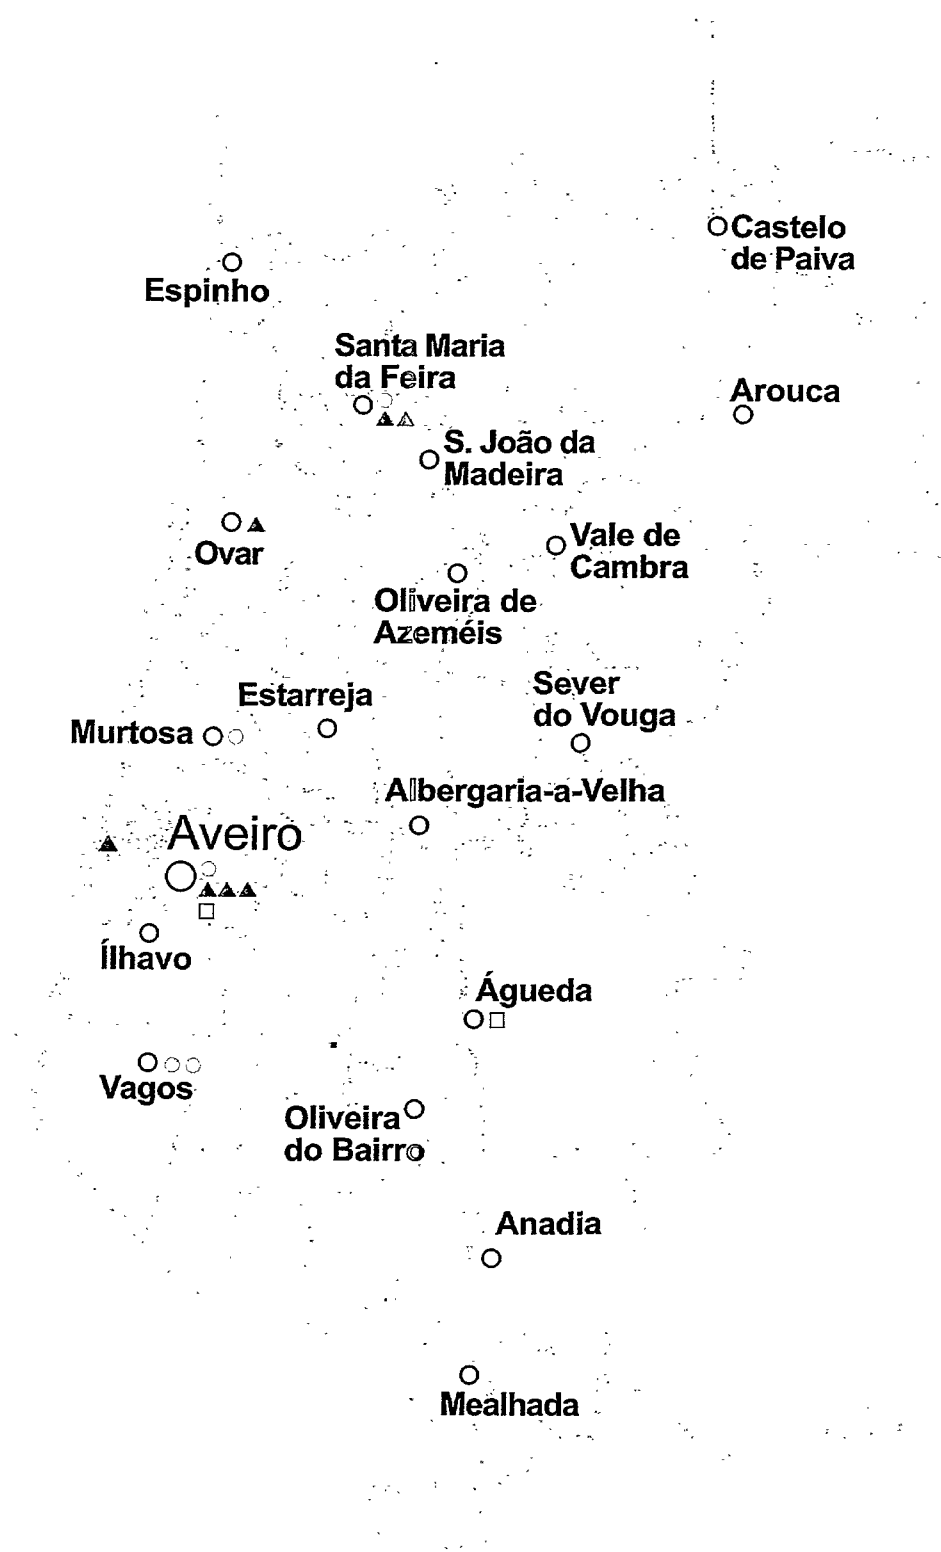 Castelo
de Paiva
Espinho
Santa Maria
da Feira
Arouca
S. João da
Madeira
Ovar
Vale de
Cambra
Oliveira de
Azeméis
Estarreja
Sever
do Vouga
Murtosa
Albergaria-a-Velha
Aveiro
Ílhavo
Águeda
Vagos
Oliveira
do Bairro
Anadia
Mealhada